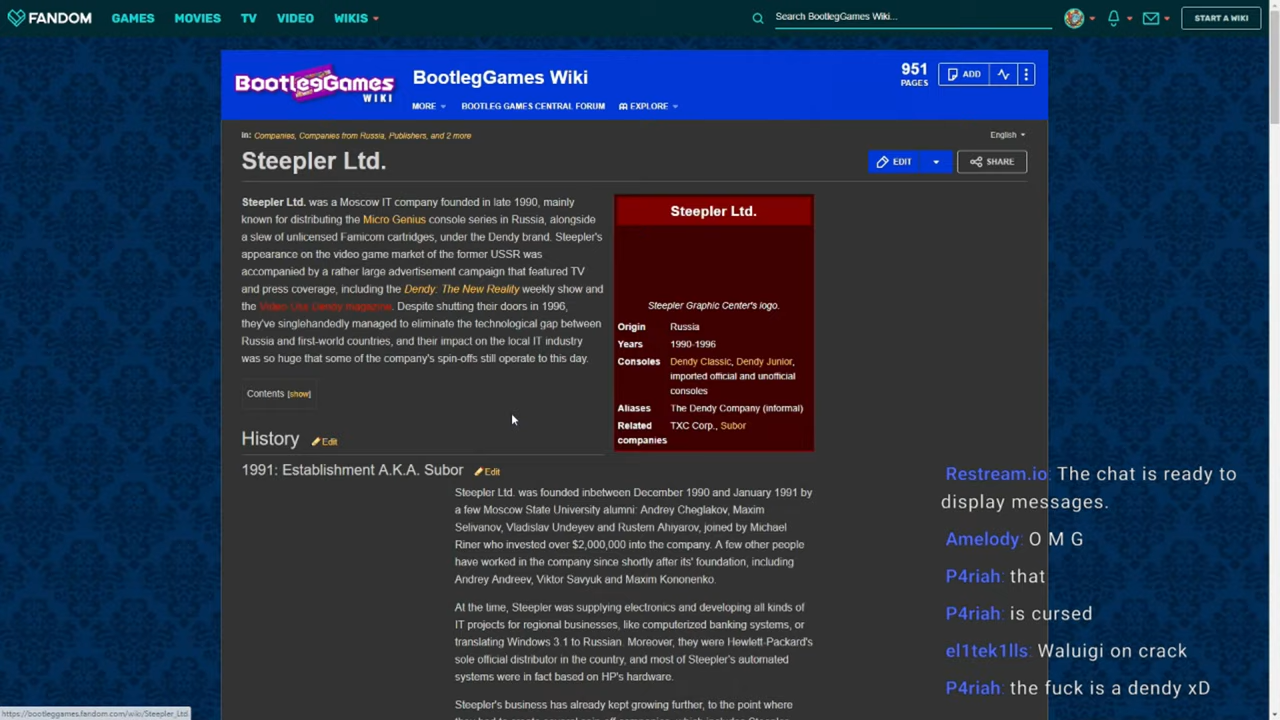 FANDOM GAMES MOVIES TV VIDEO WIKIS Search BootlegGames Wiki... START A WIKI
BootlegGames WIKI
BootlegGames Wiki
951 PAGES
ADD
MORE BOOTLEG GAMES CENTRAL FORUM EXPLORE
in: Companies, Companies from Russia, Publishers, and 2 more
English
Steepler Ltd.
EDIT SHARE
Steepler Ltd. was a Moscow IT company founded in late 1990, mainly
known for distributing the Micro Genius console series in Russia, alongside
a slew of unlicensed Famicom cartridges, under the Dendy brand. Steepler's
appearance on the video game market of the former USSR was
accompanied by a rather large advertisement campaign that featured TV
and press coverage, including the Dendy: The New Reality weekly show and
the Video-Ass Dendy magazine. Despite shutting their doors in 1996,
they've singlehandedly managed to eliminate the technological gap between
Russia and first-world countries, and their impact on the local IT industry
was so huge that some of the company's spin-offs still operate to this day.
Steepler Ltd.
Steepler Graphic Center's logo.
Origin Russia
Years 1990-1996
Consoles Dendy Classic, Dendy Junior,
imported official and unofficial
consoles
Aliases The Dendy Company (informal)
Related TXC Corp., Subor
companies
Contents [show]
History Edit
1991: Establishment A.K.A. Subor Edit
Steepler Ltd. was founded inbetween December 1990 and January 1991 by
a few Moscow State University alumni: Andrey Cheglakov, Maxim
Selivanov, Vladislav Undeyev and Rustem Ahiyarov, joined by Michael
Riner who invested over $2,000,000 into the company. A few other people
have worked in the company since shortly after its' foundation, including
Andrey Andreev, Viktor Savyuk and Maxim Kononenko.
At the time, Steepler was supplying electronics and developing all kinds of
IT projects for regional businesses, like computerized banking systems, or
translating Windows 3.1 to Russian. Moreover, they were Hewlett-Packard's
sole official distributor in the country, and most of Steepler's automated
systems were in fact based on HP's hardware.
Steepler's business has already kept growing further, to the point where
Restream.io: The chat is ready to
display messages.
Amelody: O M G
P4riah: that
P4riah: is cursed
el1tek1lls: Waluigi on crack
P4riah: the fuck is a dendy xD
https://bootleggames.fandom.com/wiki/Steepler_Ltd.